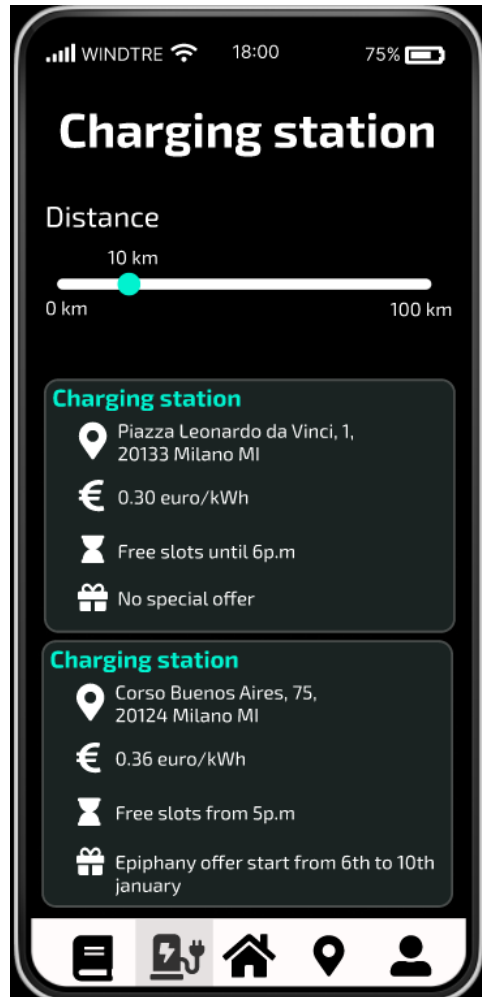 WINDTRE 18:00 75%
Charging station
Distance
10 km
0 km 100 km
Charging station
Piazza Leonardo da Vinci, 1,
20133 Milano MI
€ 0.30 euro/kWh
Free slots until 6p.m
No special offer
Charging station
Corso Buenos Aires, 75,
20124 Milano MI
€ 0.36 euro/kWh
Free slots from 5p.m
Epiphany offer start from 6th to 10th
january